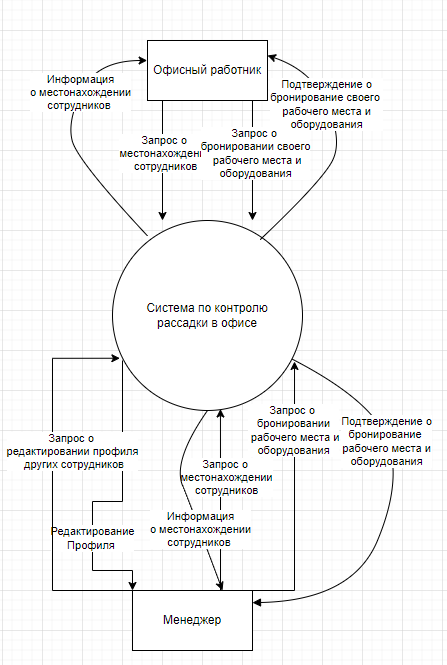 Офисный работник
Информация
о местонахождении
сотрудников
Подтверждение о
бронирование своего
рабочего места и
оборудования
Запрос о
местонахождені
сотрудников
Запрос о
бронировании своего
рабочего места и
оборудования
Система по контролю
рассадки в офисе
Запрос о
редактировании профиля
других сотрудников
Редактирование
Профиля
Запрос о
местонахождении
сотрудников
Информация
о местонахождении
сотрудников
Запрос о
бронировании
рабочего места и
оборудования
Подтверждение о
бронирование
рабочего места и
оборудования
Менеджер